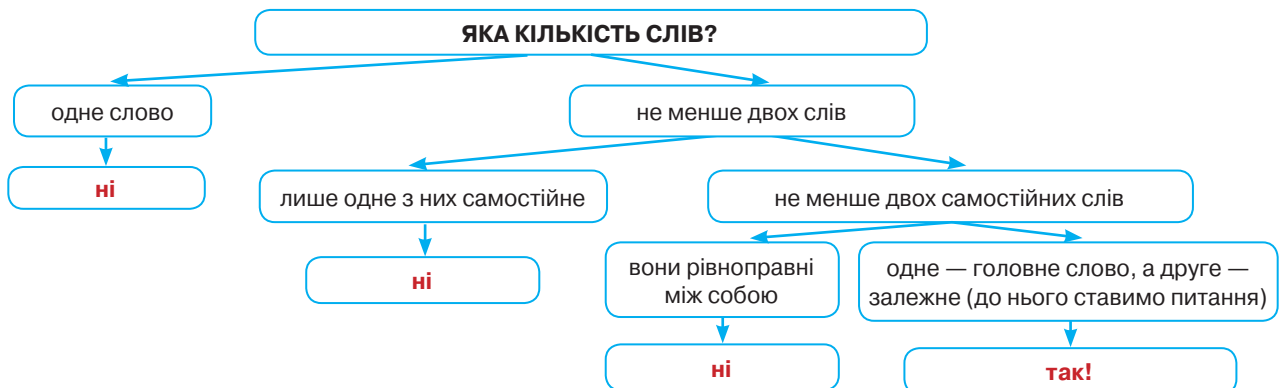 ЯКА КІЛЬКІСТЬ СЛІВ?
одне слово
не менше двох слів
ні
лише одне з них самостійне
не менше двох самостійних слів
ні
вони рівноправні
між собою
одне — головне слово, а друге —
залежне (до нього ставимо питання)
ні
так!